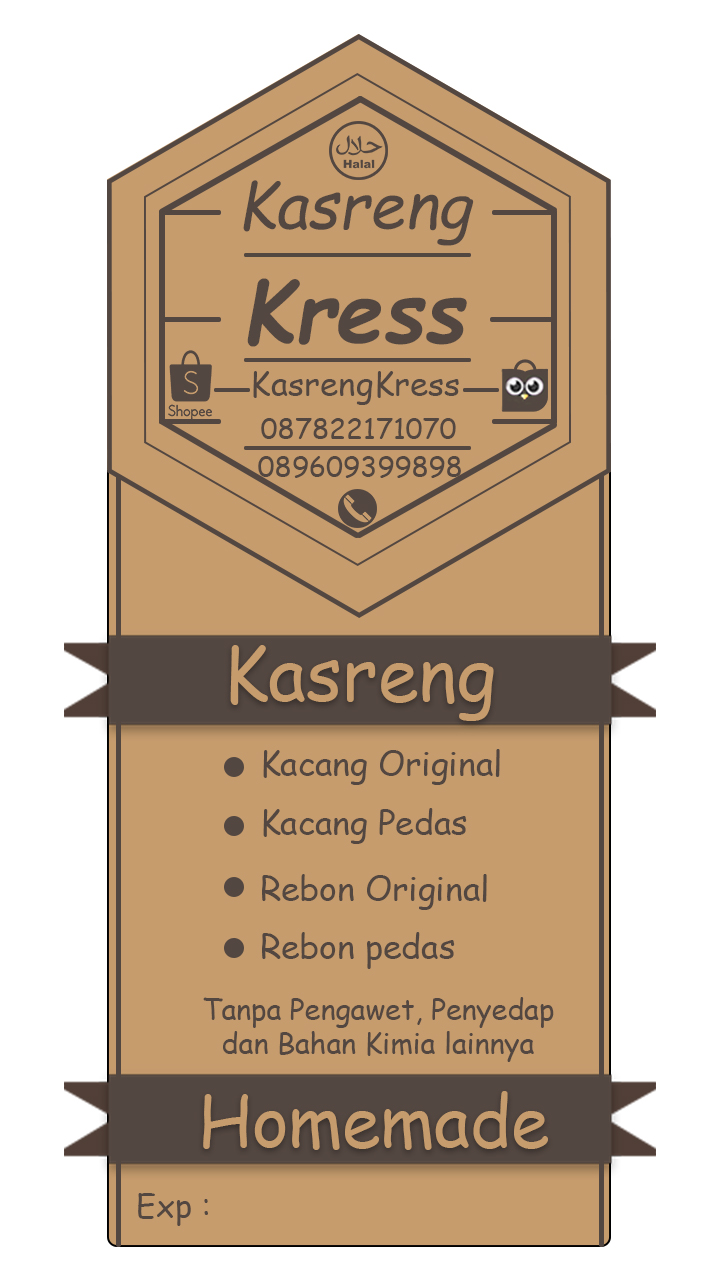 حلال
Halal
Kasreng
Kress
S
Shopee
KasrengKress
087822171070
089609399898
Kasreng
Kacang Original
Kacang Pedas
Rebon Original
Rebon pedas
Tanpa Pengawet, Penyedap
dan Bahan Kimia lainnya
Homemade
Exp :